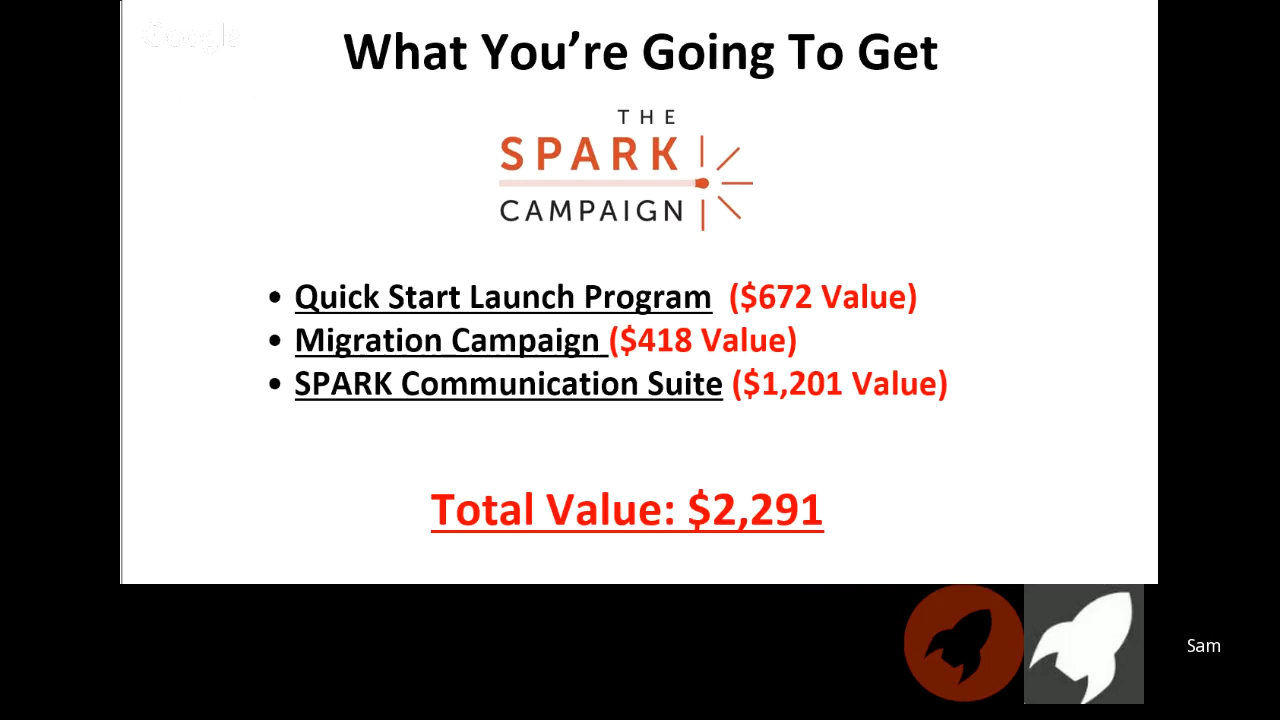 Google
What You’re Going To Get
THE
SPARK
CAMPAIGN
• Quick Start Launch Program ($672 Value)
• Migration Campaign ($418 Value)
• SPARK Communication Suite ($1,201 Value)
Total Value: $2,291
Sam